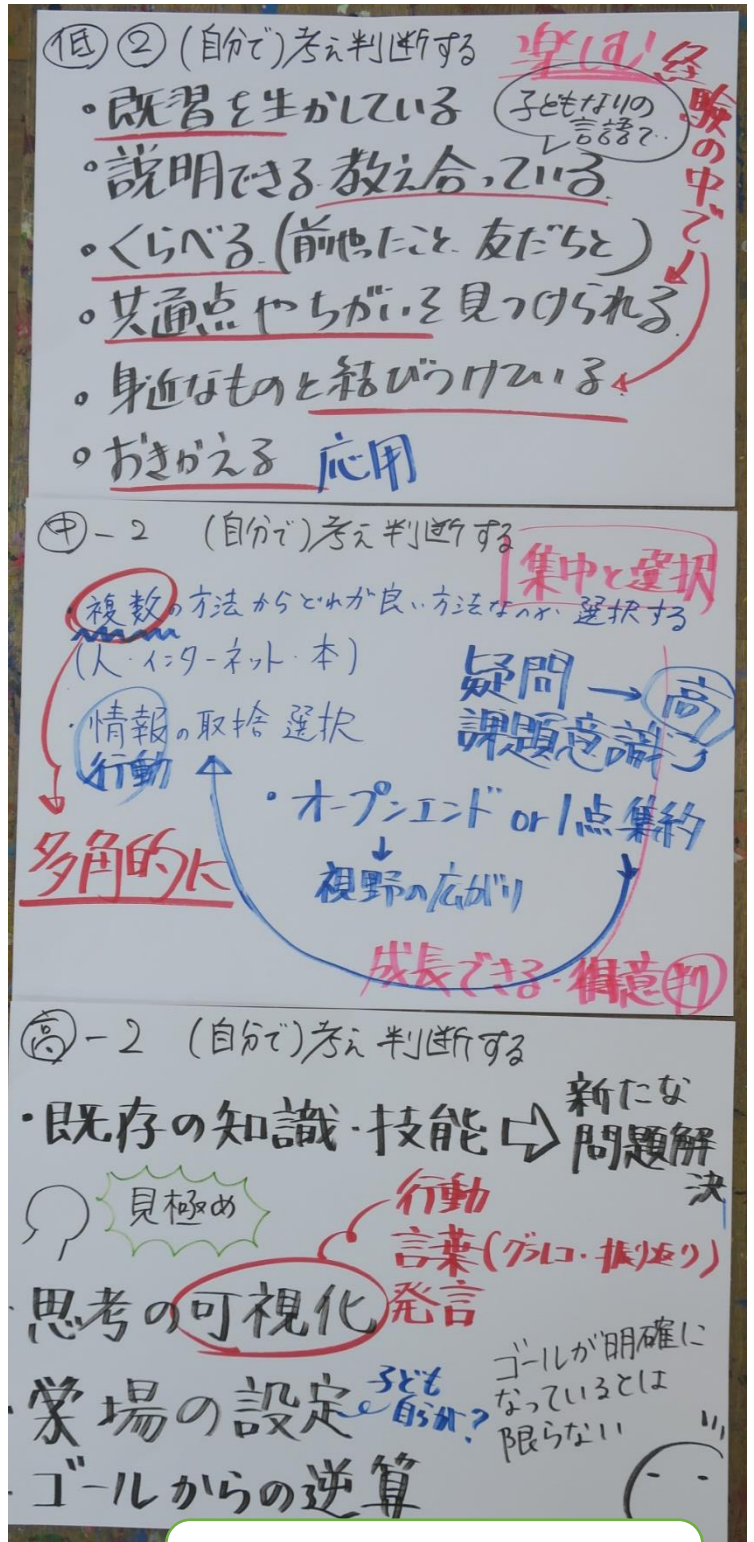 低 ② (自分で)考え判断する
楽しむ
経験の中で
・既習を生かしている
子どもなりの
言語で‥
・説明できる 教え合っている
・くらべる (前やったこと 友だちと)
・共通点やちがいを見つけられる
・身近なものと結びつけている
・おきかえる 応用
中-2 (自分で)考え判断する
集中と選択
・複数の方法からどれが良い方法なのか 選択する
(人・インターネット・本)
疑問→高
課題意識
・情報の取捨選択
行動
・オープンエンド or 1点集約
↓
多角的に
視野の広がり
成長できる・得意 判
高-2 (自分で)考え判断する
・既存の知識・技能⇨新たな
問題解
決
見極め
行動
言葉(グラレコ・振り返り)
発言
思考の可視化
・場の設定
子ども
自らが?
ゴールが明確に
なっているとは
限らない
・ゴールからの逆算